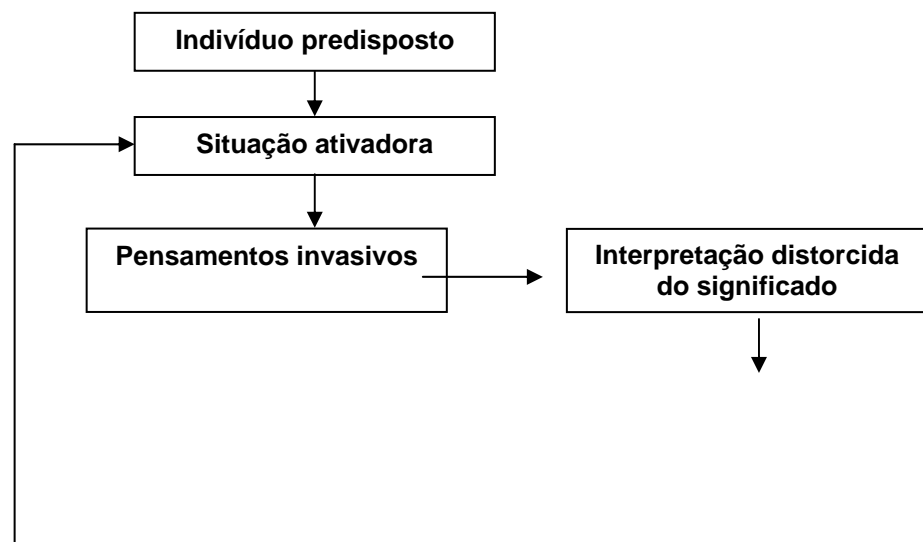 Indivíduo predisposto
Situação ativadora
Pensamentos invasivos
Interpretação distorcida
do significado